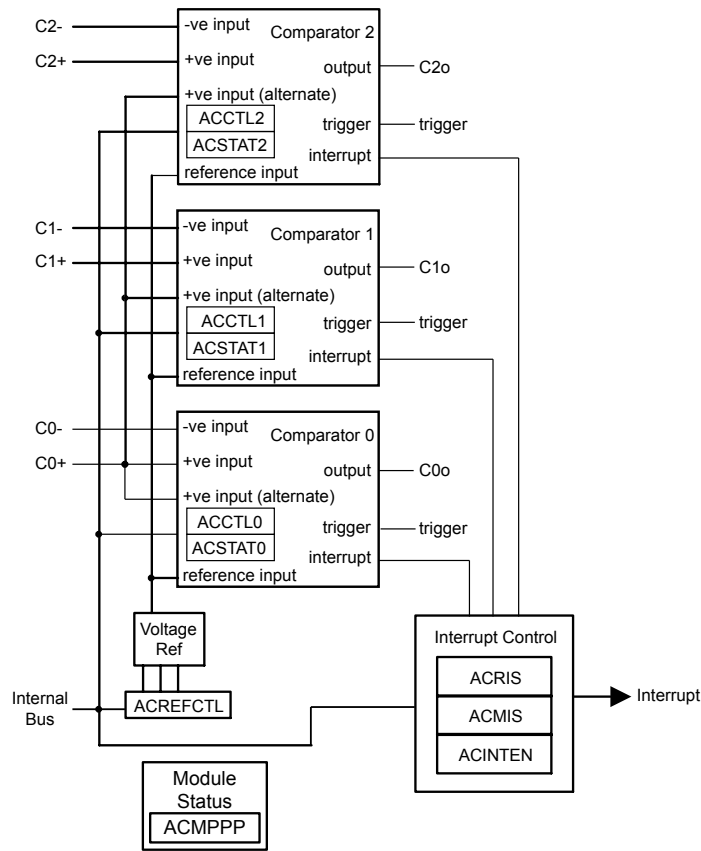 C2-
-ve input
Comparator 2
C2+
+ve input
output
C2o
+ve input (alternate)
ACCTL2
trigger
trigger
ACSTAT2
interrupt
reference input
C1-
-ve input
Comparator 1
C1+
+ve input
output
C1o
+ve input (alternate)
ACCTL1
trigger
trigger
ACSTAT1
interrupt
reference input
C0-
-ve input
Comparator 0
C0+
+ve input
output
C0o
+ve input (alternate)
ACCTL0
trigger
trigger
ACSTAT0
interrupt
reference input
Voltage
Ref
Interrupt Control
ACRIS
Internal
Bus
ACREFCTL
ACMIS
Interrupt
ACINTEN
Module
Status
ACMPPP